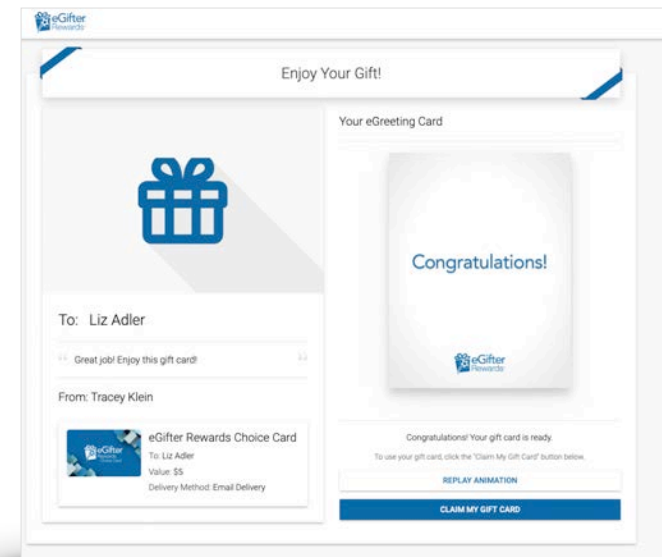 eGifter
Rewards
Enjoy Your Gift!
To: Liz Adler
Great job! Enjoy this gift card!
From: Tracey Klein
eGifter Rewards Choice Card
To: Liz Adler
Value: $5
Delivery Method: Email Delivery
eGifter
Rewards
Choice Card
Your eGreeting Card
Congratulations!
eGifter
Rewards
Congratulations! Your gift card is ready.
To use your gift card, click the "Claim My Gift Card" button below.
REPLAY ANIMATION
CLAIM MY GIFT CARD